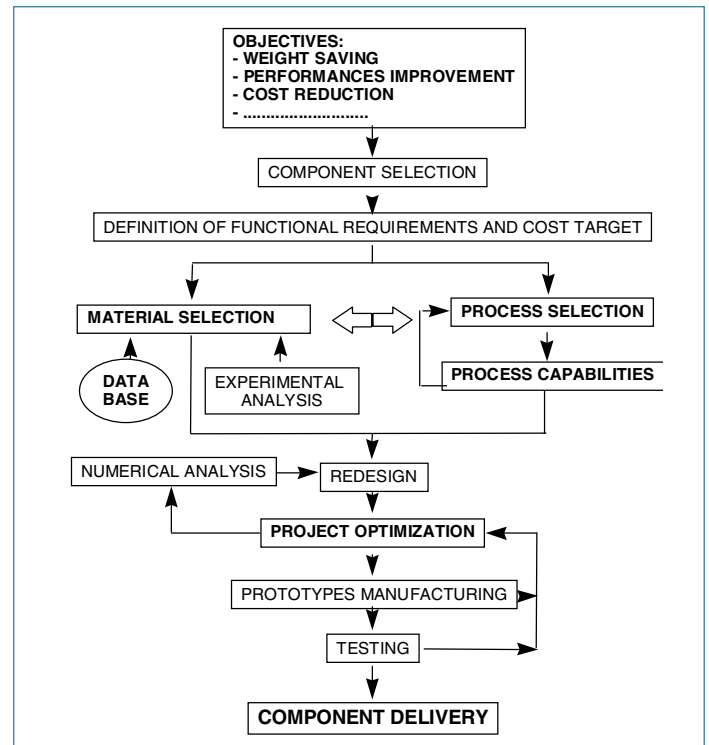 OBJECTIVES:
- WEIGHT SAVING
- PERFORMANCES IMPROVEMENT
- COST REDUCTION
- ............................
COMPONENT SELECTION
DEFINITION OF FUNCTIONAL REQUIREMENTS AND COST TARGET
MATERIAL SELECTION
PROCESS SELECTION
DATA
BASE
EXPERIMENTAL
ANALYSIS
PROCESS CAPABILITIES
NUMERICAL ANALYSIS
REDESIGN
PROJECT OPTIMIZATION
PROTOTYPES MANUFACTURING
TESTING
COMPONENT DELIVERY